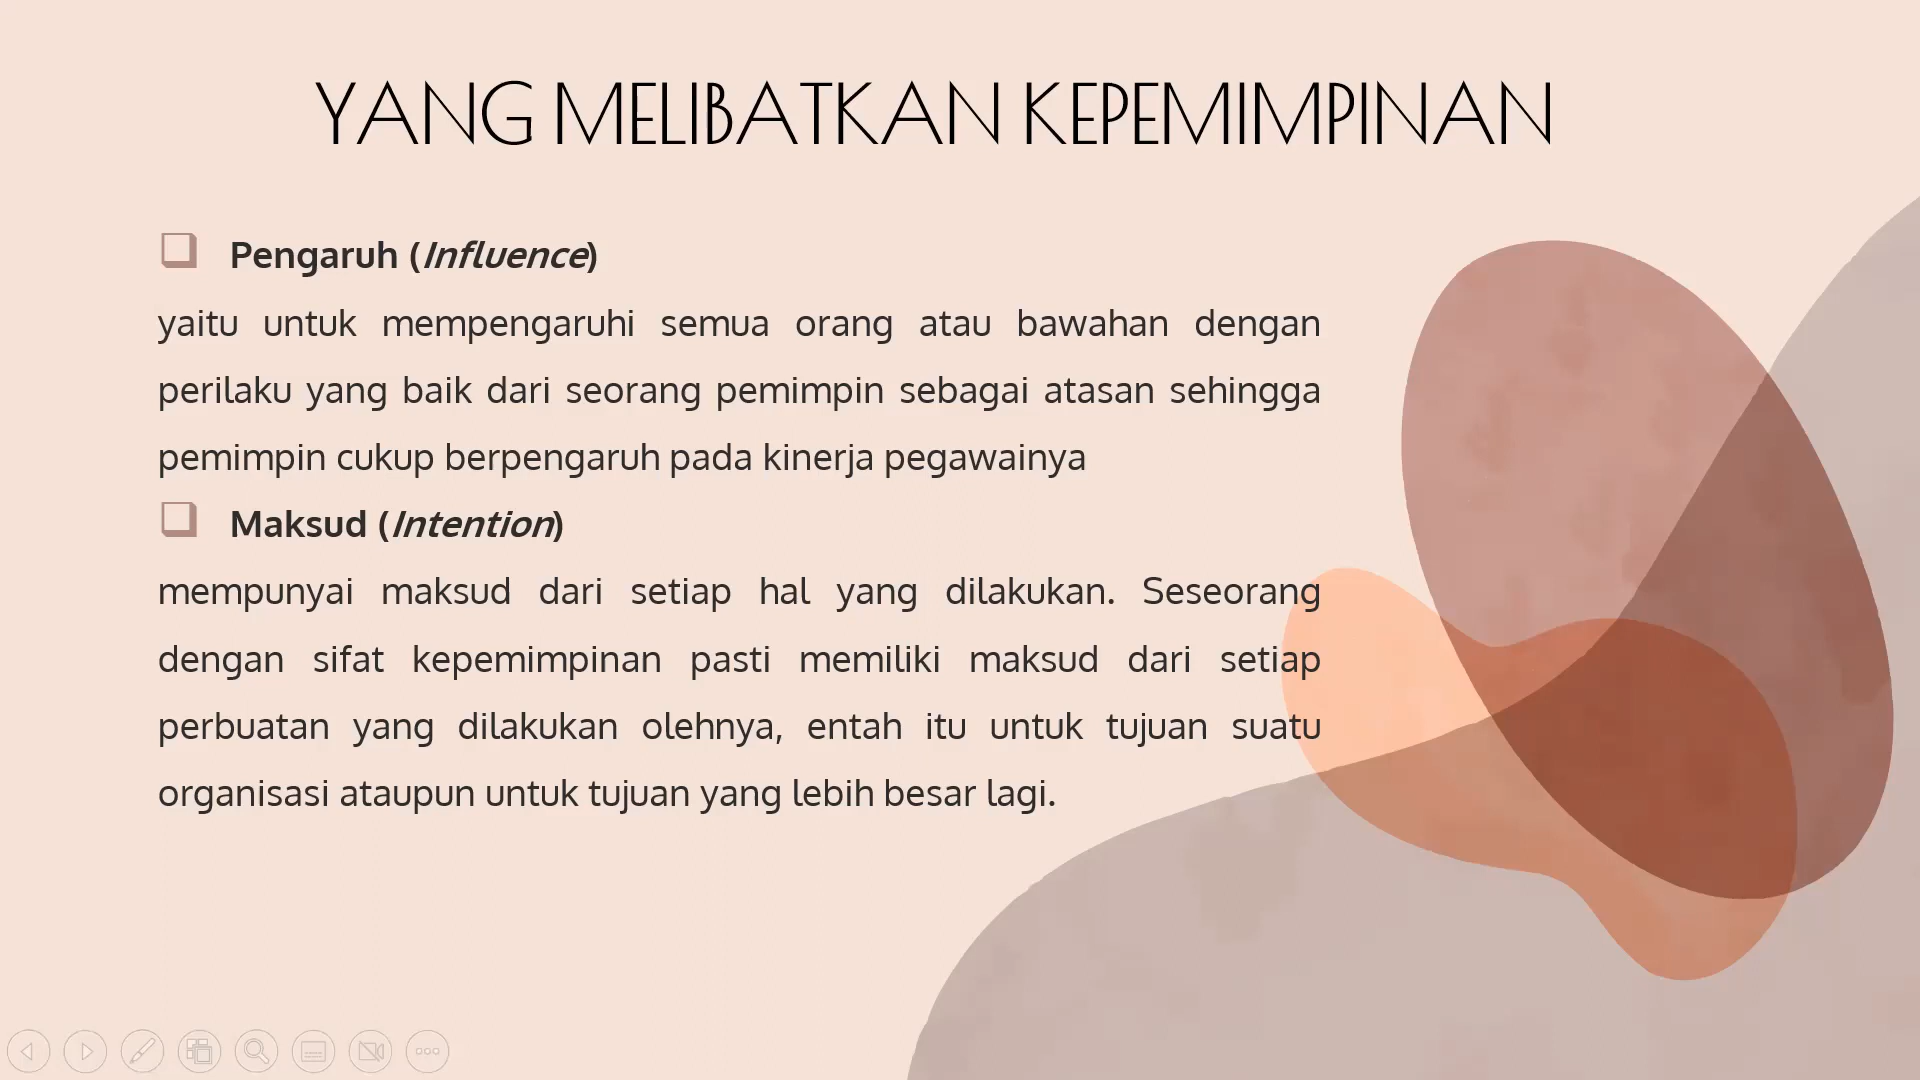 YANG MELIBATKAN KEPEMIMPINAN
Pengaruh (Influence)
yaitu untuk mempengaruhi semua orang atau bawahan dengan
perilaku yang baik dari seorang pemimpin sebagai atasan sehingga
pemimpin cukup berpengaruh pada kinerja pegawainya
Maksud (Intention)
mempunyai maksud dari setiap hal yang dilakukan. Seseorang
dengan sifat kepemimpinan pasti memiliki maksud dari setiap
perbuatan yang dilakukan olehnya, entah itu untuk tujuan suatu
organisasi ataupun untuk tujuan yang lebih besar lagi.